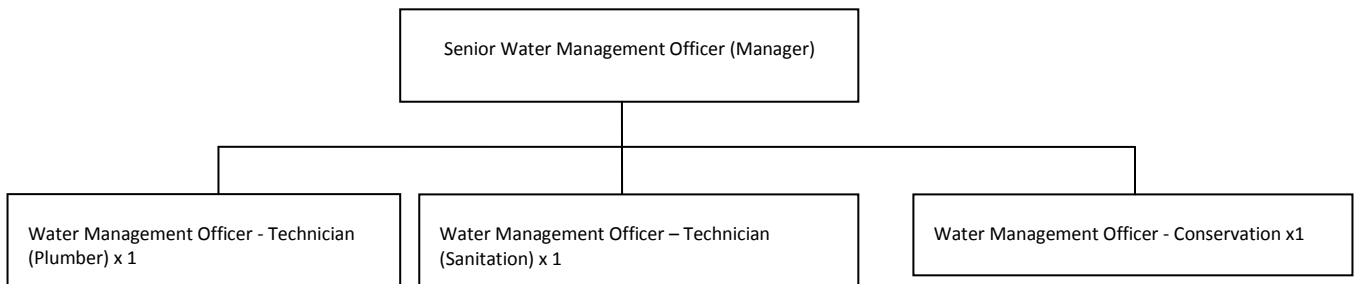 Senior Water Management Officer (Manager)
Water Management Officer - Technician
(Plumber) x 1
Water Management Officer – Technician
(Sanitation) x 1
Water Management Officer - Conservation x1